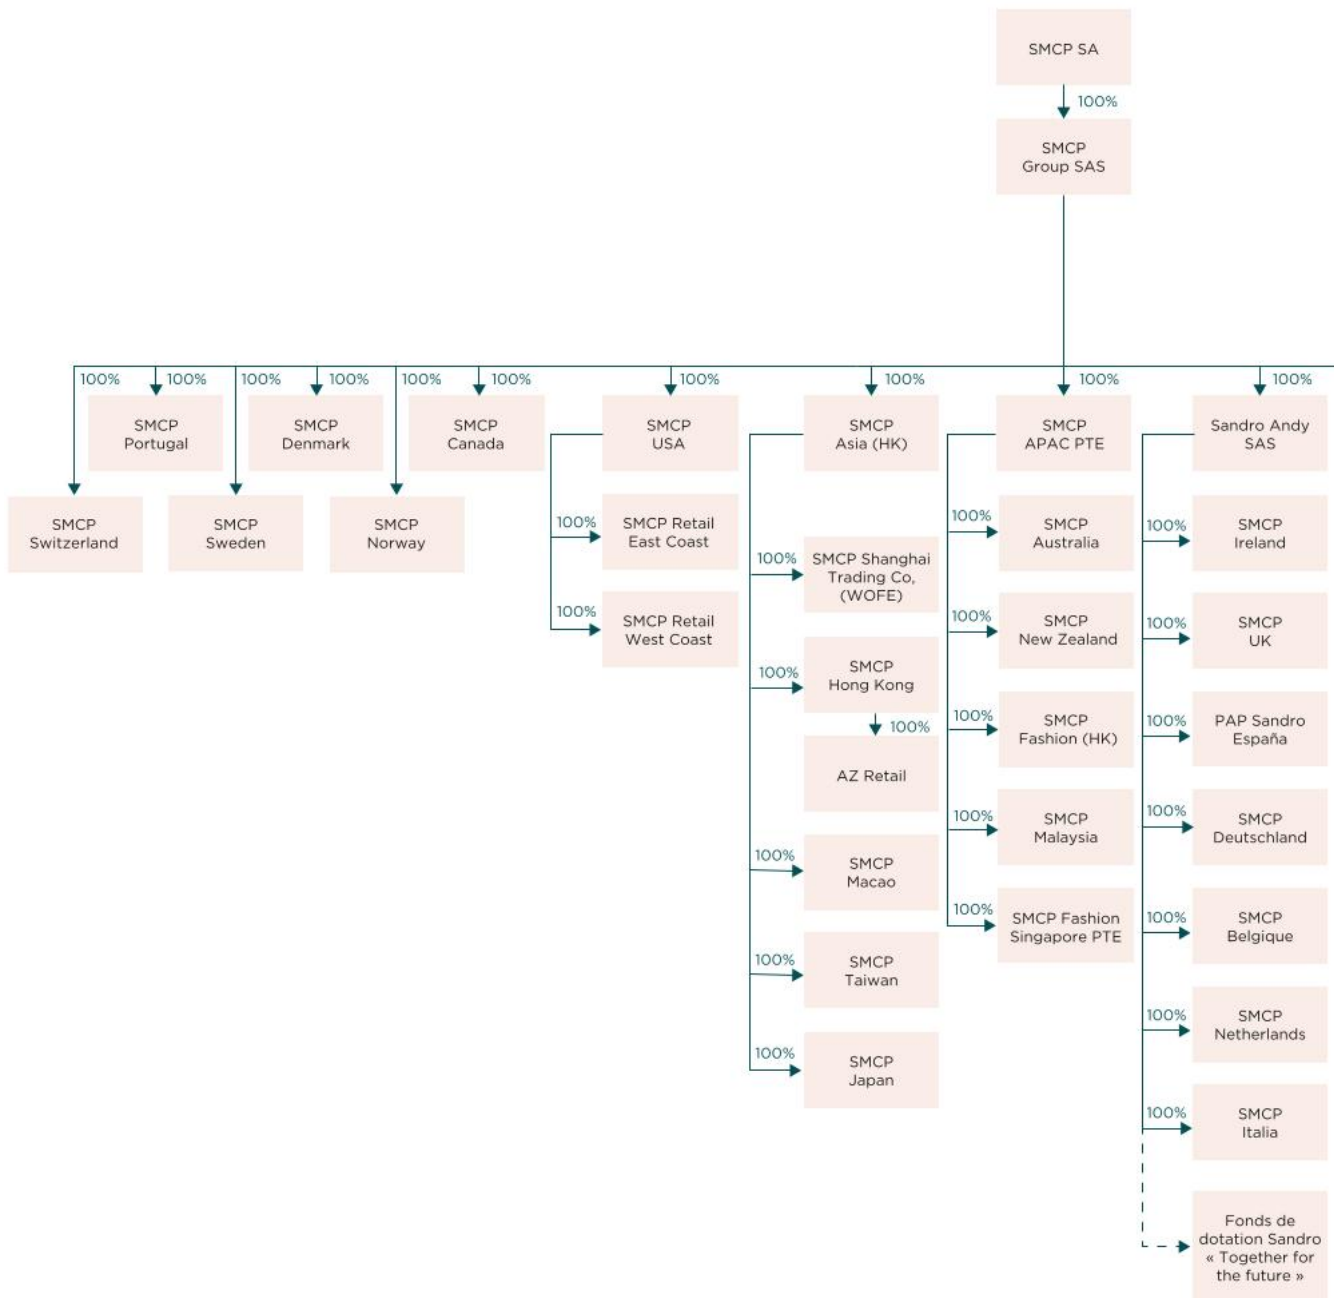 SMCP SA
100%
SMCP
Group SAS
100%
100%
100%
100%
100%
100%
100%
100%
100%
100%
SMCP
Portugal
SMCP
Denmark
SMCP
Canada
SMCP
USA
SMCP
Asia (HK)
SMCP
APAC PTE
Sandro Andy
SAS
SMCP
Switzerland
SMCP
Sweden
SMCP
Norway
100%
SMCP Retail
East Coast
100%
SMCP Retail
West Coast
100%
SMCP Shanghai
Trading Co,
(WOFE)
100%
SMCP
Hong Kong
100%
AZ Retail
100%
SMCP
Macao
100%
SMCP
Taiwan
100%
SMCP
Japan
100%
SMCP
Australia
100%
SMCP
New Zealand
100%
SMCP
Fashion (HK)
100%
SMCP
Malaysia
100%
SMCP Fashion
Singapore PTE
100%
SMCP
Ireland
100%
SMCP
UK
100%
PAP Sandro
España
100%
SMCP
Deutschland
100%
SMCP
Belgique
100%
SMCP
Netherlands
100%
SMCP
Italia
Fonds de
dotation Sandro
« Together for
the future »